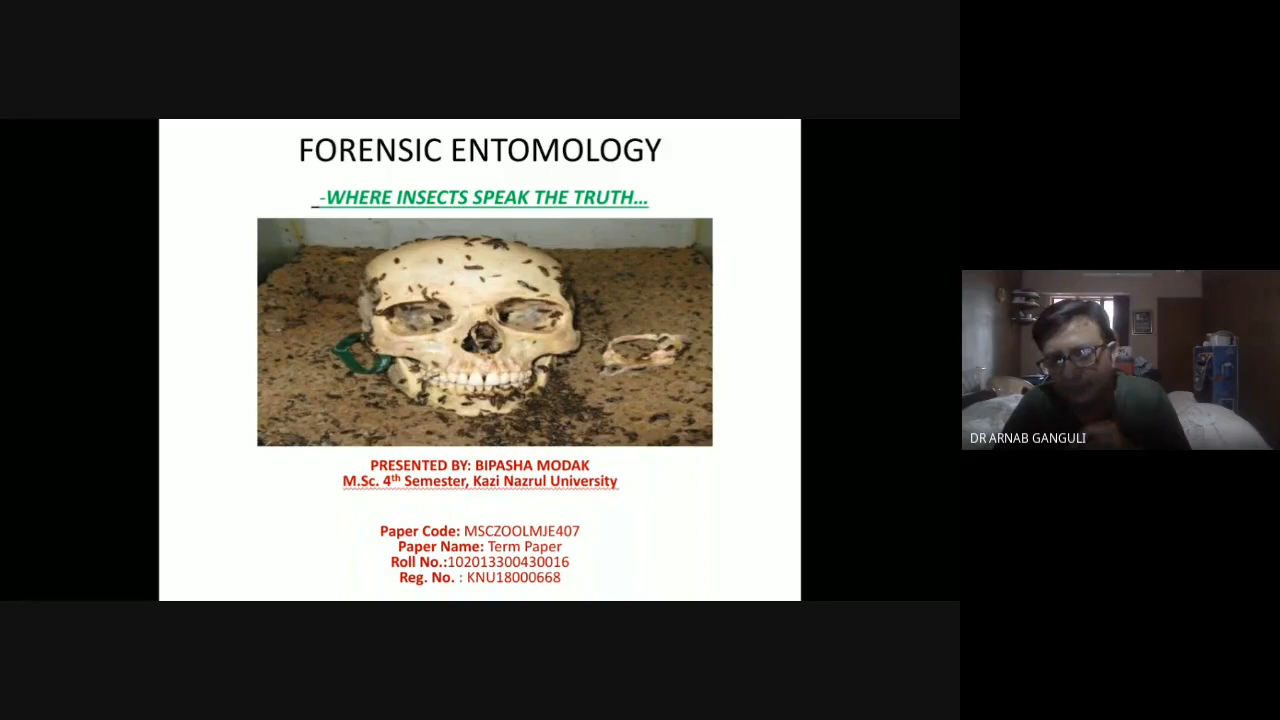 FORENSIC ENTOMOLOGY
-WHERE INSECTS SPEAK THE TRUTH...
PRESENTED BY: BIPASHA MODAK
M.Sc. 4th Semester, Kazi Nazrul University
Paper Code: MSCZOOLMJE407
Paper Name: Term Paper
Roll No.:102013300430016
Reg. No. : KNU18000668
DR ARNAB GANGULI